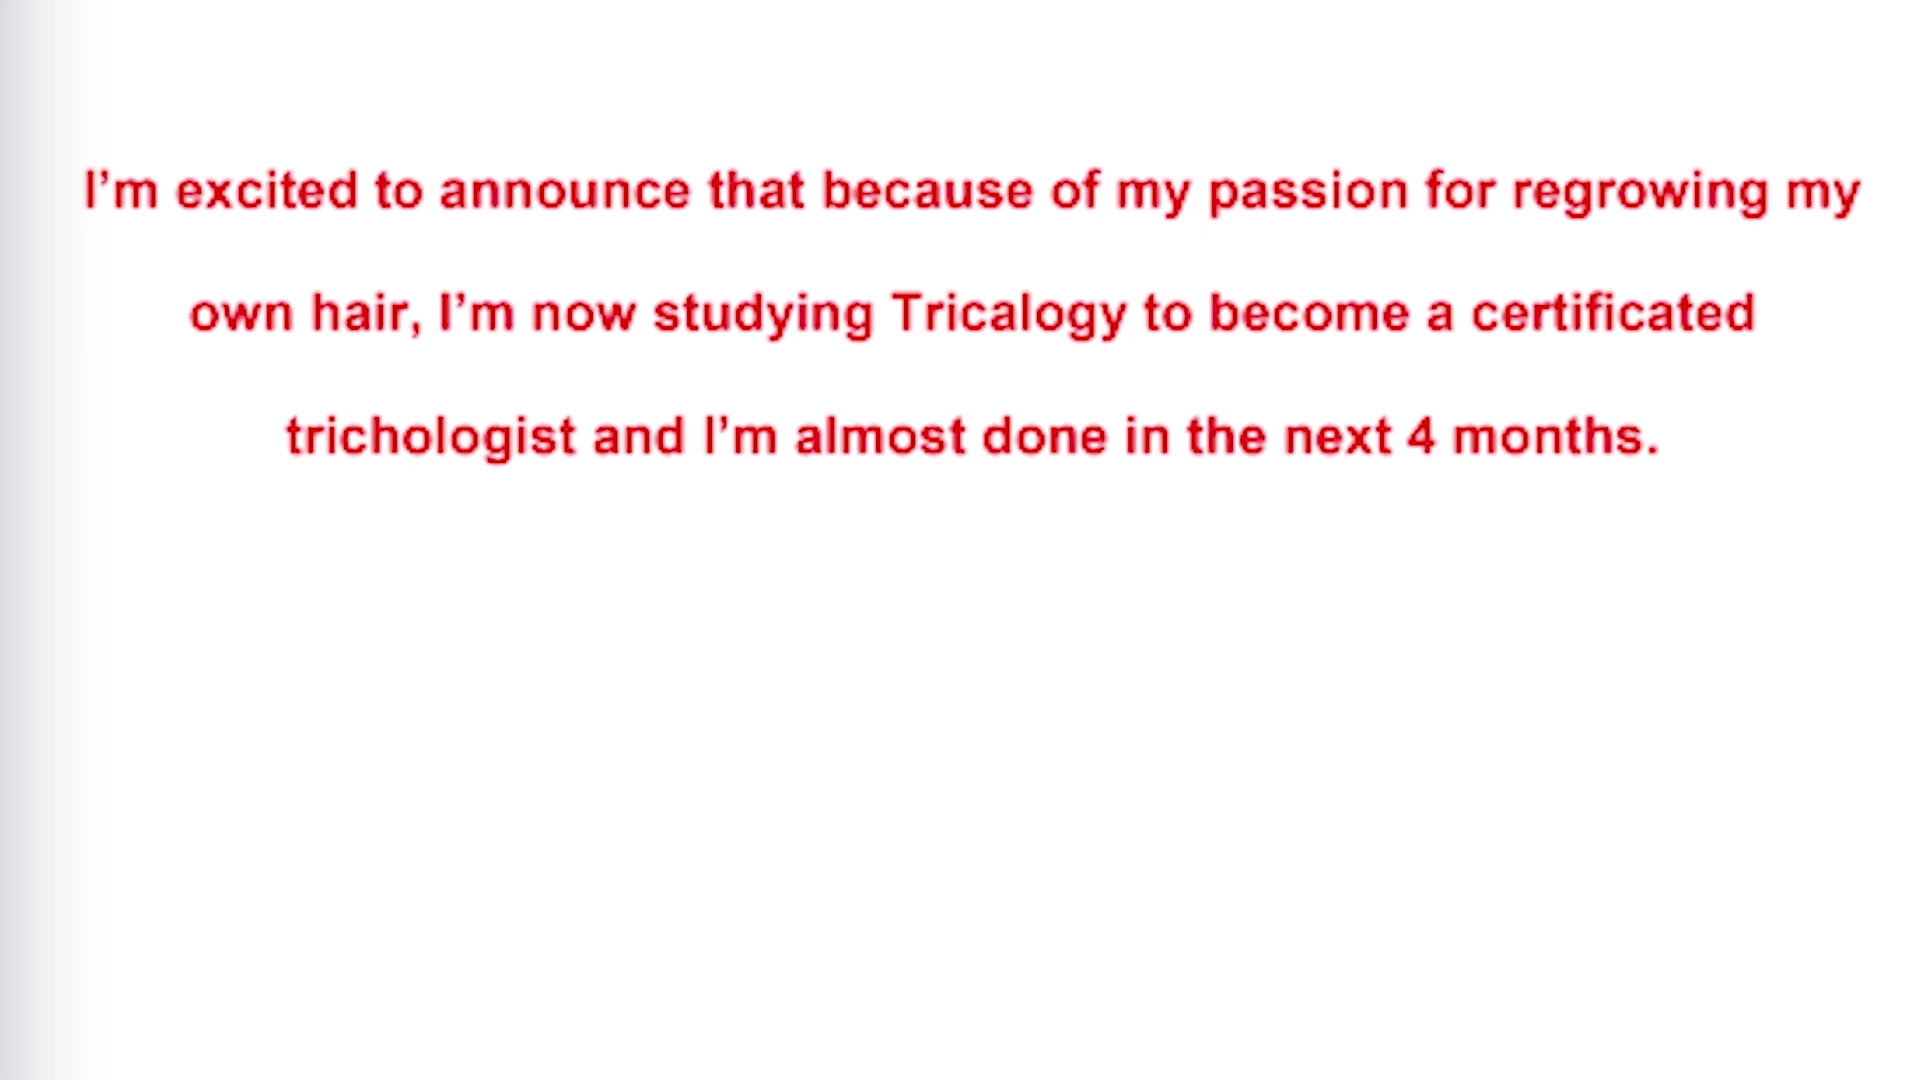 I’m excited to announce that because of my passion for regrowing my
own hair, I’m now studying Tricalogy to become a certificated
trichologist and I’m almost done in the next 4 months.